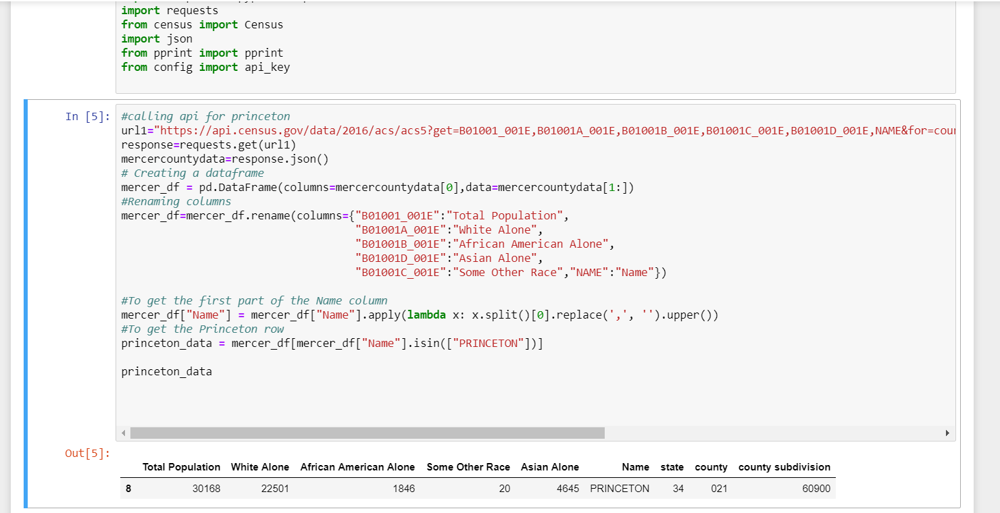 import requests
from census import Census
import json
from pprint import pprint
from config import api_key
In [5]:
#calling api for princeton
url1="https://api.census.gov/data/2016/acs/acs5?get=B01001_001E,B01001A_001E,B01001B_001E,B01001C_001E,B01001D_001E,NAME&for=cou
response=requests.get(url1)
mercercountydata=response.json()
# Creating a dataframe
mercer_df = pd.DataFrame(columns=mercercountydata[0],data=mercercountydata[1:])
#Renaming columns
mercer_df=mercer_df.rename(columns={"B01001_001E":"Total Population",
"B01001A_001E":"White Alone",
"B01001B_001E":"African American Alone",
"B01001D_001E":"Asian Alone",
"B01001C_001E":"Some Other Race","NAME":"Name"})
#To get the first part of the Name column
mercer_df["Name"] = mercer_df["Name"].apply(lambda x: x.split()[0].replace(',', '').upper())
#To get the Princeton row
princeton_data = mercer_df[mercer_df["Name"].isin(["PRINCETON"])]
princeton_data
Out[5]:
Total Population White Alone African American Alone Some Other Race Asian Alone Name state county county subdivision
8 30168 22501 1846 20 4645 PRINCETON 34 021 60900